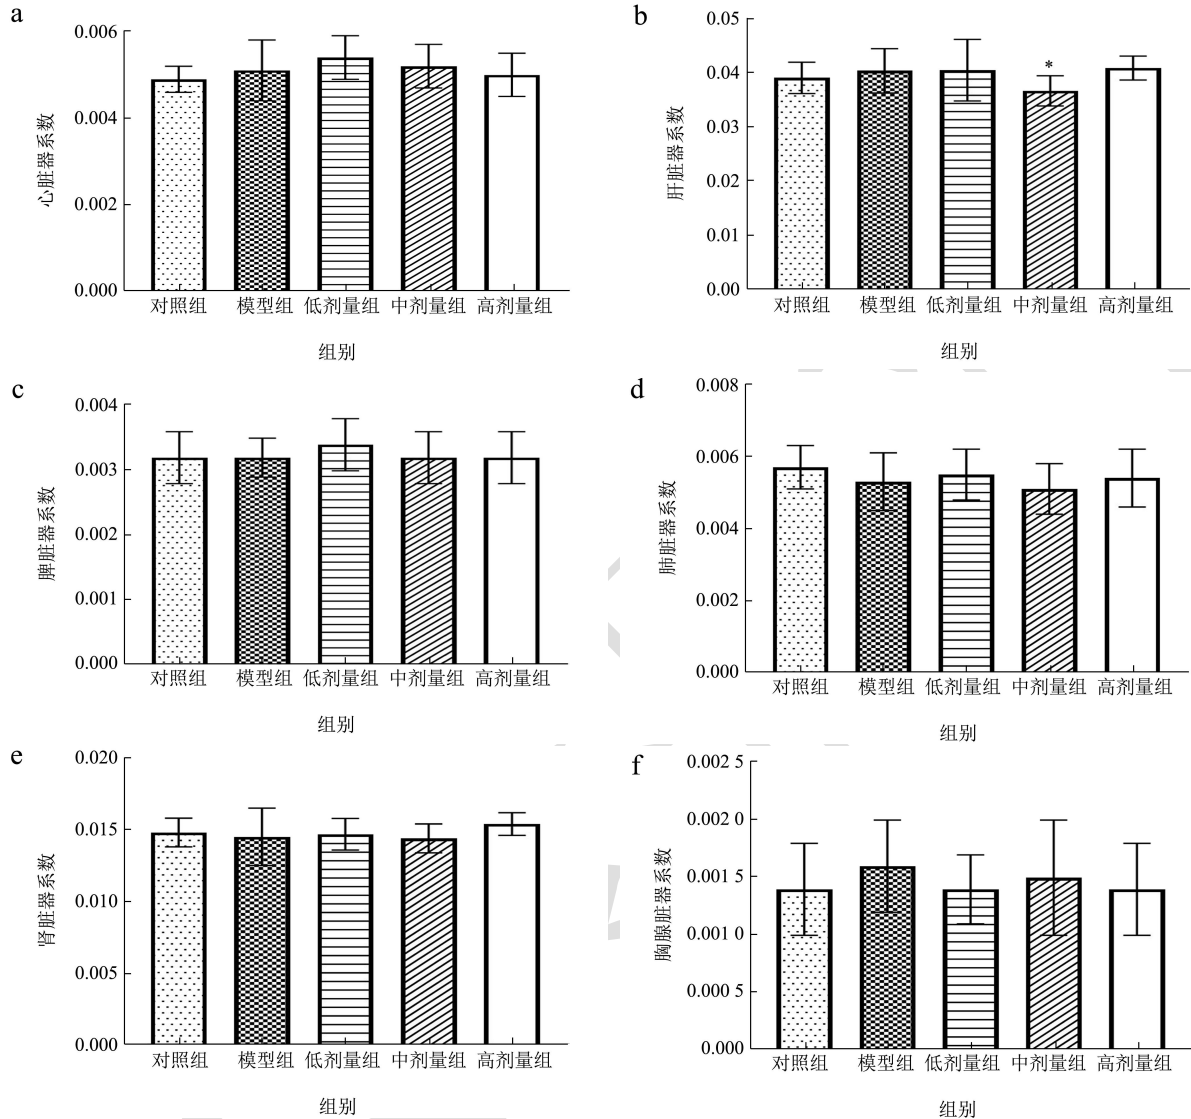 a
0.006
0.004
0.002
0.000
心脏器系数
对照组 模型组 低剂量组 中剂量组 高剂量组
组别
b
0.05
0.04
0.03
0.02
0.01
0.00
肝脏器系数
*
对照组 模型组 低剂量组 中剂量组 高剂量组
组别
c
0.004
0.003
0.002
0.001
0.000
脾脏器系数
对照组 模型组 低剂量组 中剂量组 高剂量组
组别
d
0.008
0.006
0.004
0.002
0.000
肺脏器系数
对照组 模型组 低剂量组 中剂量组 高剂量组
组别
e
0.020
0.015
0.010
0.005
0.000
肾脏器系数
对照组 模型组 低剂量组 中剂量组 高剂量组
组别
f
0.002 5
0.002 0
0.001 5
0.001 0
0.000 5
0.000
胸腺脏器系数
对照组 模型组 低剂量组 中剂量组 高剂量组
组别